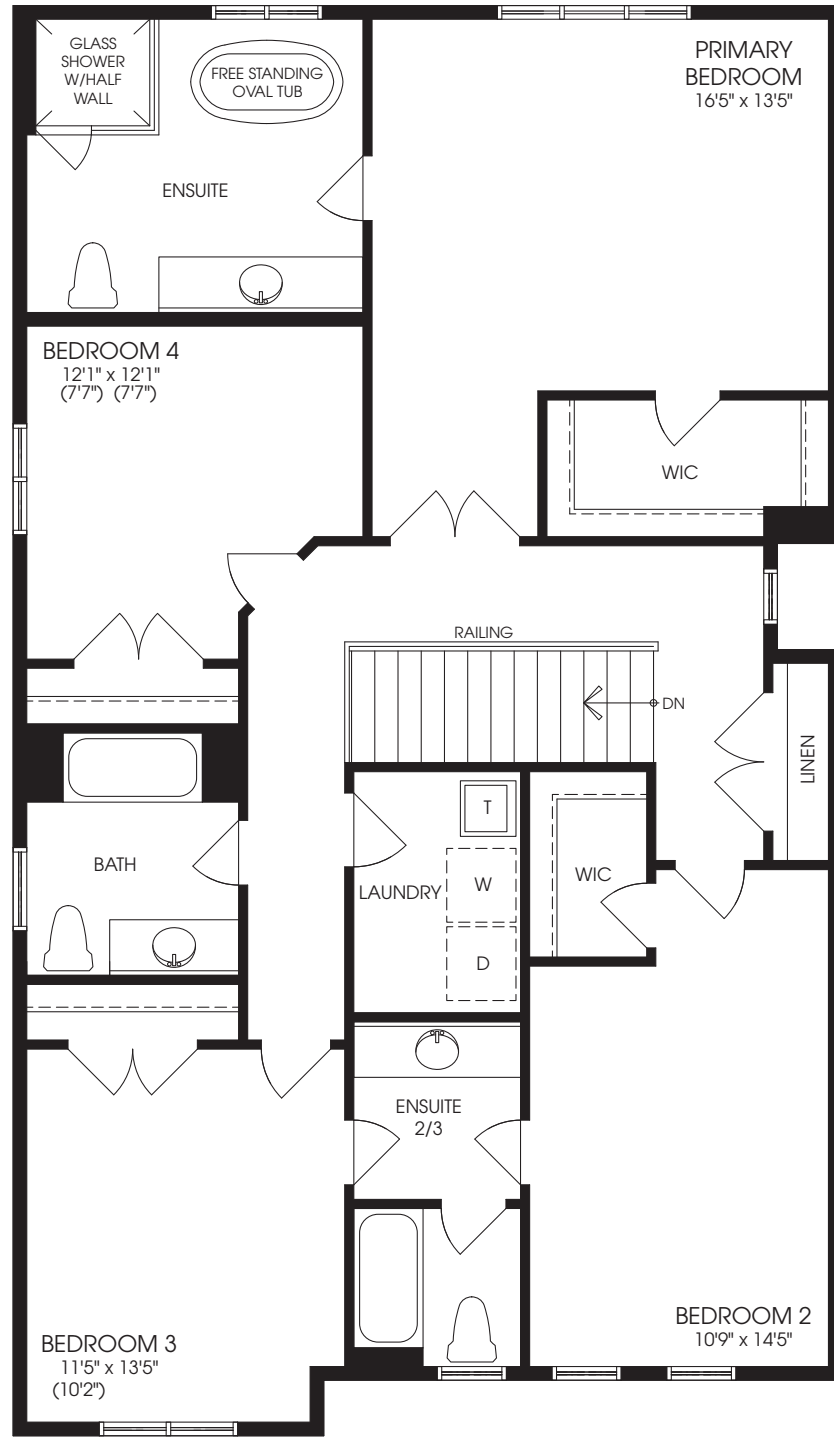 GLASS
SHOWER
W/HALF
WALL
FREE STANDING
OVAL TUB
PRIMARY
BEDROOM
16'5" x 13'5"
ENSUITE
BEDROOM 4
12'1" x 12'1"
(7'7") (7'7")
WIC
RAILING
DN
LINEN
T
BATH
WIC
LAUNDRY
W
D
ENSUITE
2/3
BEDROOM 2
10'9" x 14'5"
BEDROOM 3
11'5" x 13'5"
(10'2")